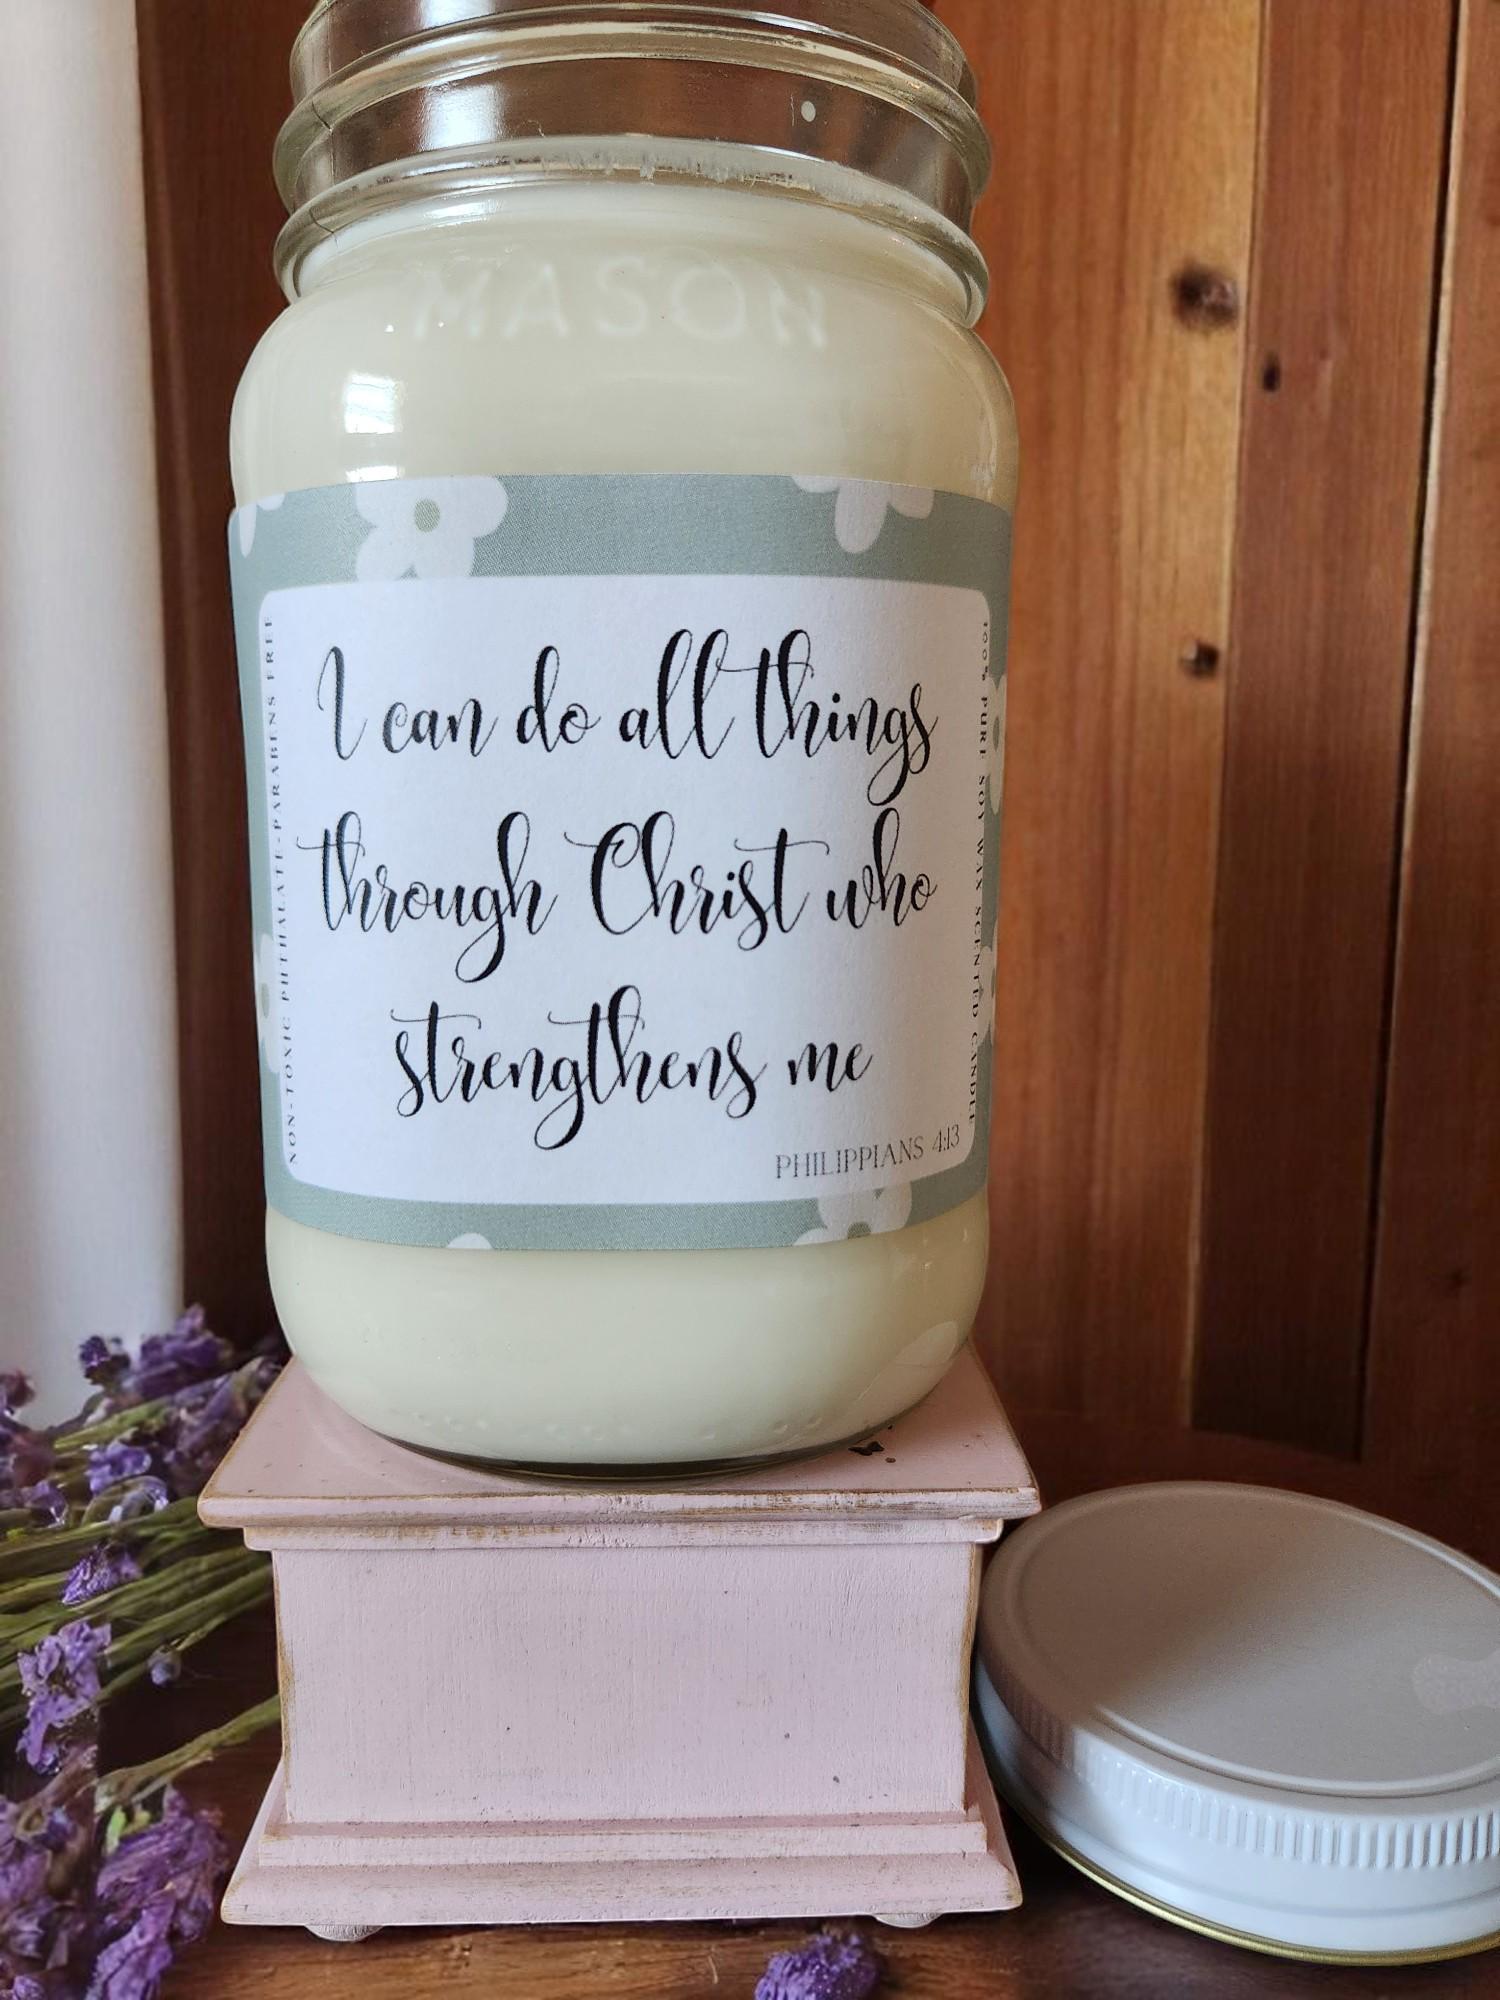 MASON
I can do all things
through Christ who
strengthens me
PHILIPPIANS 4:13
NON-TOXIC PHTHALATE-PARABENS FREE
100% PURE SOY WAX SCENTED CANDLE